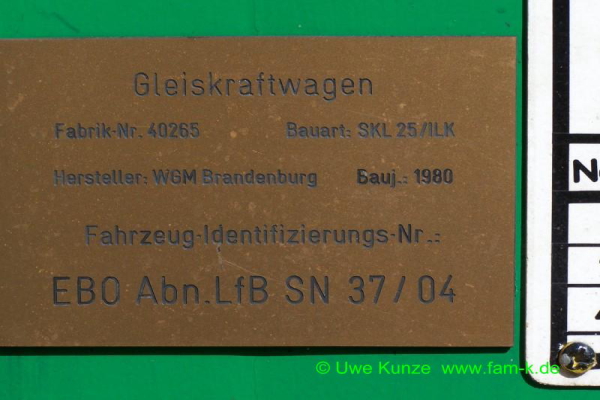 Gleiskraftwagen
Fabrik-Nr. 40265 Bauart: SKL 25/ILK
Hersteller: WGM Brandenburg Bauj.: 1980
Fahrzeug-Identifizierungs-Nr.:
EBO Abn.LfB SN 37/04
© Uwe Kunze www.fam-k.de